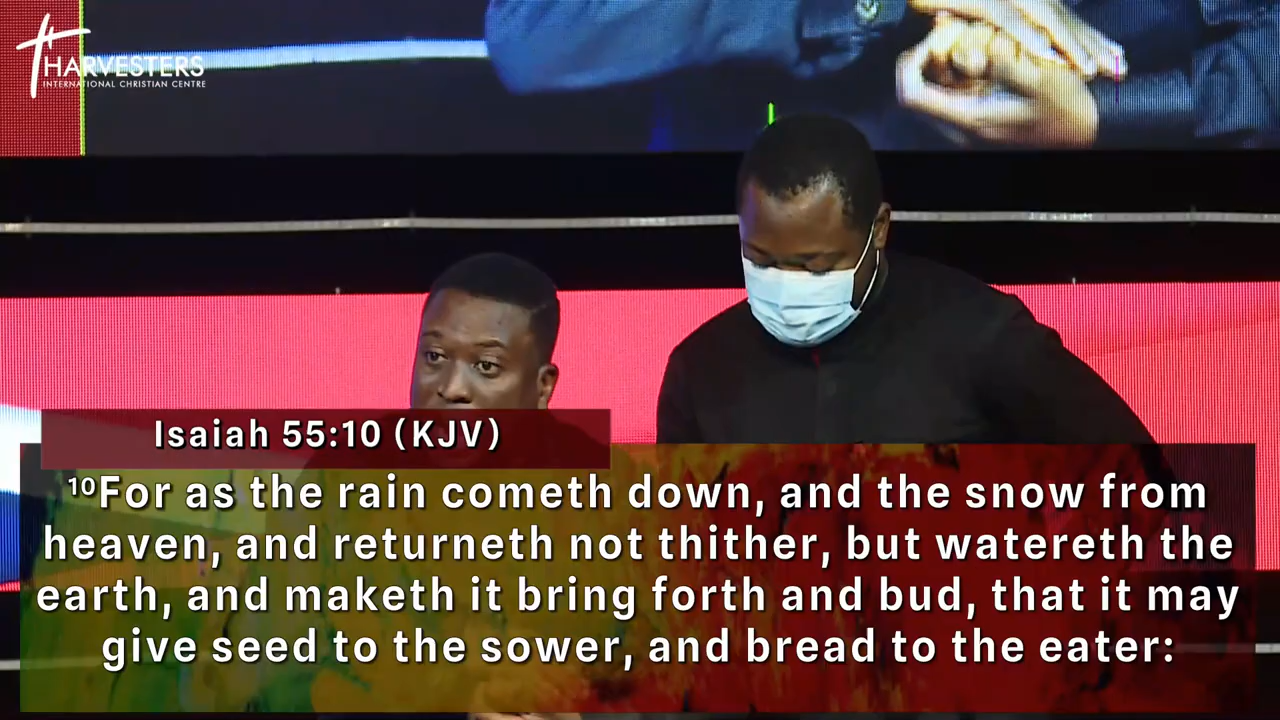 HARVESTERS
INTERNATIONAL CHRISTIAN CENTRE
Isaiah 55:10 (KJV)
¹⁰For as the rain cometh down, and the snow from
heaven, and returneth not thither, but watereth the
earth, and maketh it bring forth and bud, that it may
give seed to the sower, and bread to the eater: